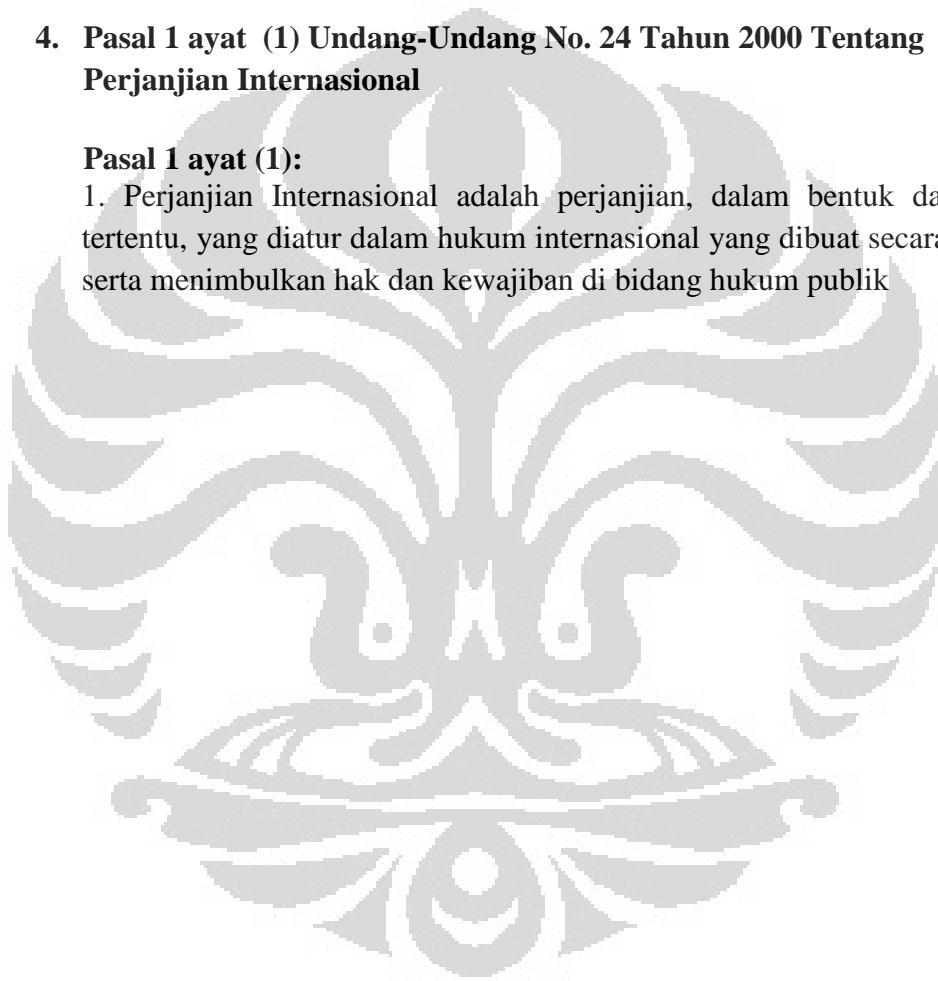 4. Pasal 1 ayat (1) Undang-Undang No. 24 Tahun 2000 Tentang
Perjanjian Internasional
Pasal 1 ayat (1):
1. Perjanjian Internasional adalah perjanjian, dalam bentuk da
tertentu, yang diatur dalam hukum internasional yang dibuat secara
serta menimbulkan hak dan kewajiban di bidang hukum publik